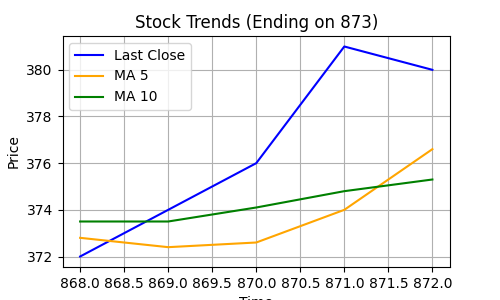 Stock Trends (Ending on 873)
Last Close
MA 5
MA 10
Price
380
378
376
374
372
868.0 868.5 869.0 869.5 870.0 870.5 871.0 871.5 872.0
Time